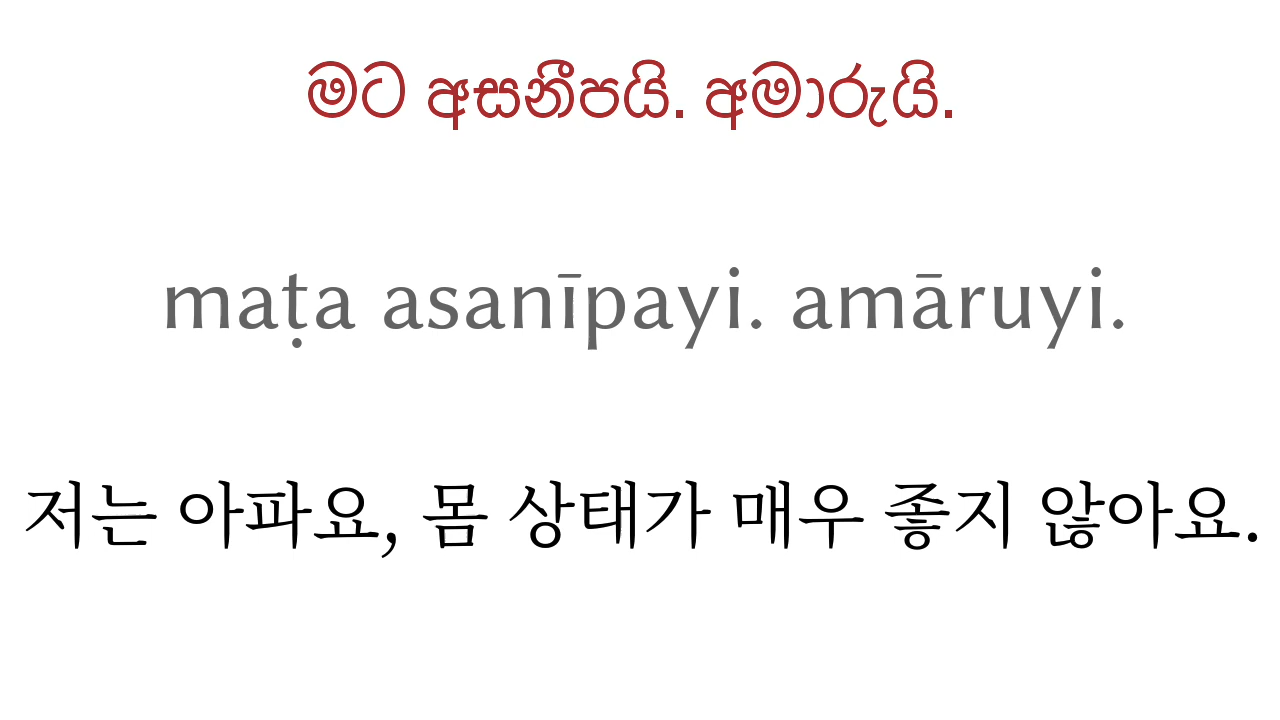 මට අසනීපයි. අමාරුයි.
maṭa asanīpayi. amāruyi.
저는 아파요, 몸 상태가 매우 좋지 않아요.